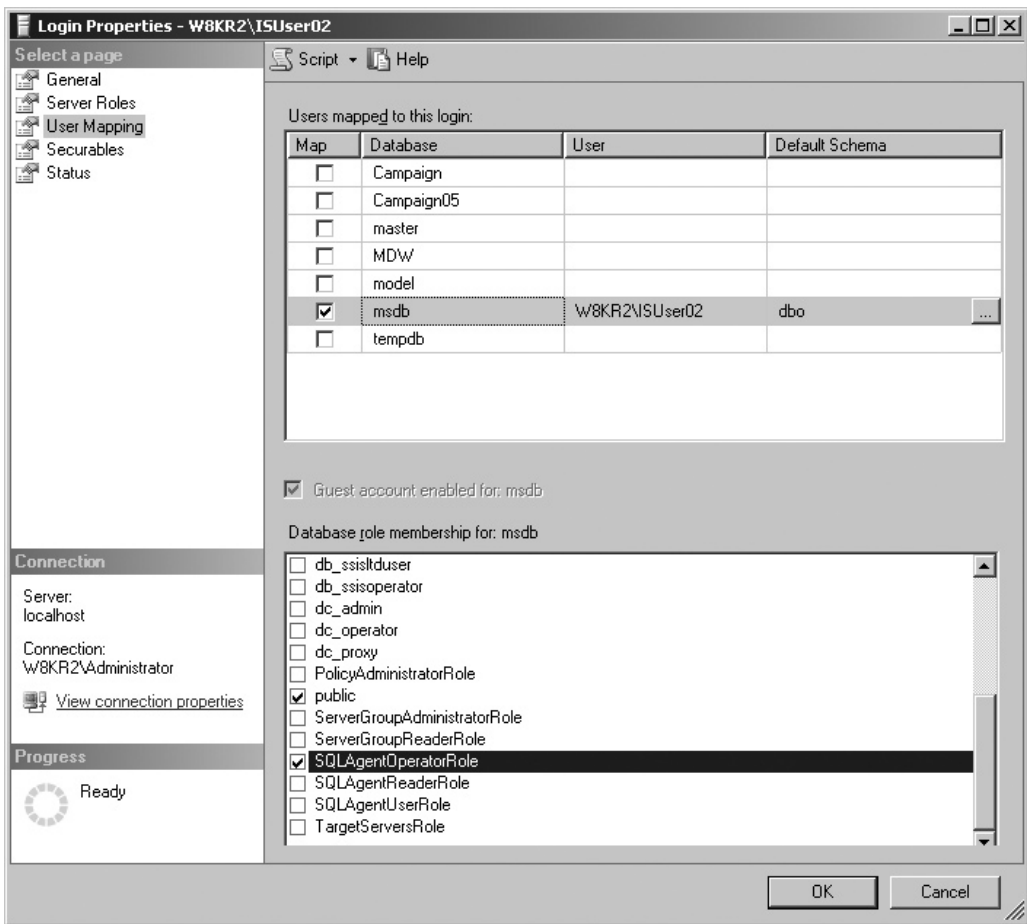 Login Properties - W8KR2\ISUser02
Select a page
General
Server Roles
User Mapping
Securables
Status
Script Help
Users mapped to this login:
Map Database User Default Schema
Campaign
Campaign05
master
MDW
model
msdb W8KR2\ISUser02 dbo ...
tempdb
Guest account enabled for: msdb
Database role membership for: msdb
db_ssisltduser
db_ssisoperator
dc_admin
dc_operator
dc_proxy
PolicyAdministratorRole
public
ServerGroupAdministratorRole
ServerGroupReaderRole
SQLAgentOperatorRole
SQLAgentReaderRole
SQLAgentUserRole
TargetServersRole
Connection
Server:
localhost
Connection:
W8KR2\Administrator
View connection properties
Progress
Ready
OK Cancel